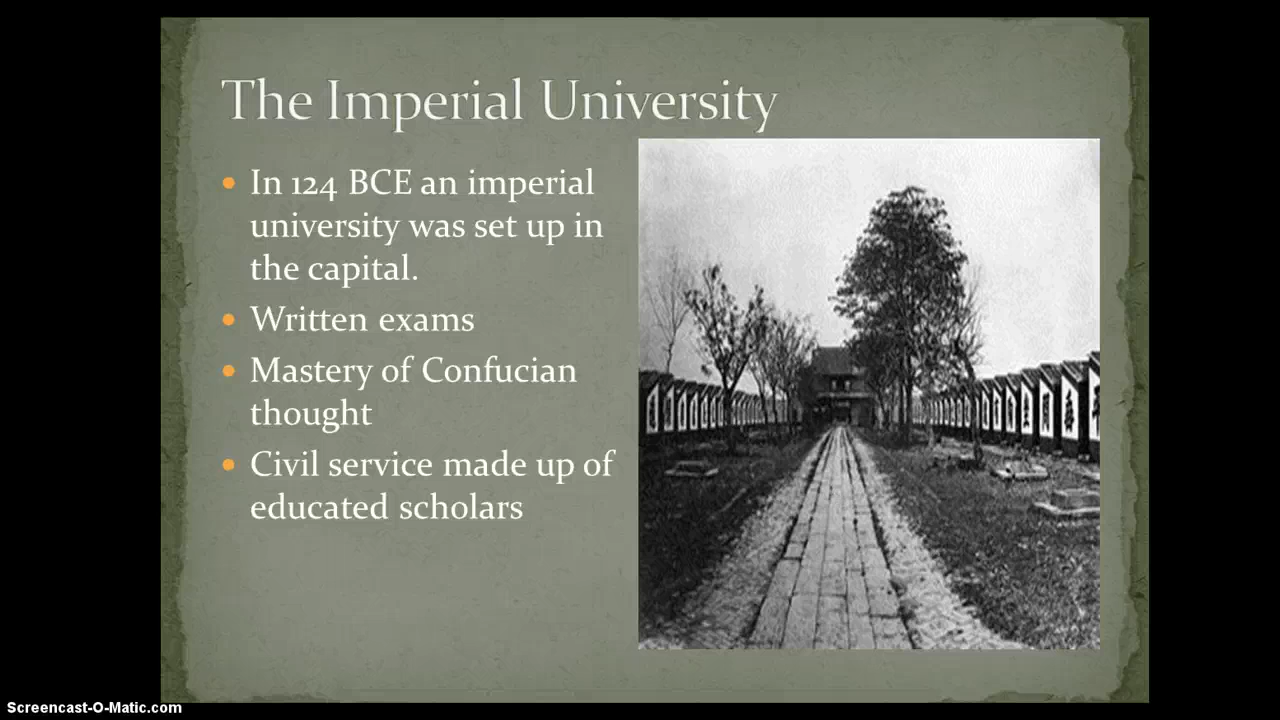 The Imperial University
In 124 BCE an imperial
university was set up in
the capital.
Written exams
Mastery of Confucian
thought
Civil service made up of
educated scholars
Screencast-O-Matic.com